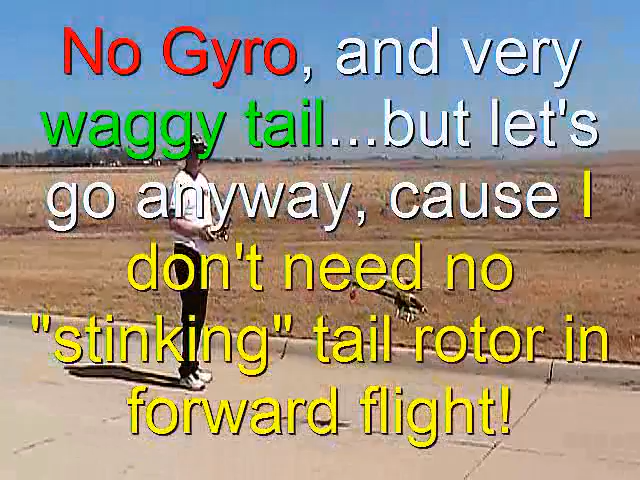 No Gyro, and very
waggy tail...but let's
go anyway, cause I
don't need no
"stinking" tail rotor in
forward flight!